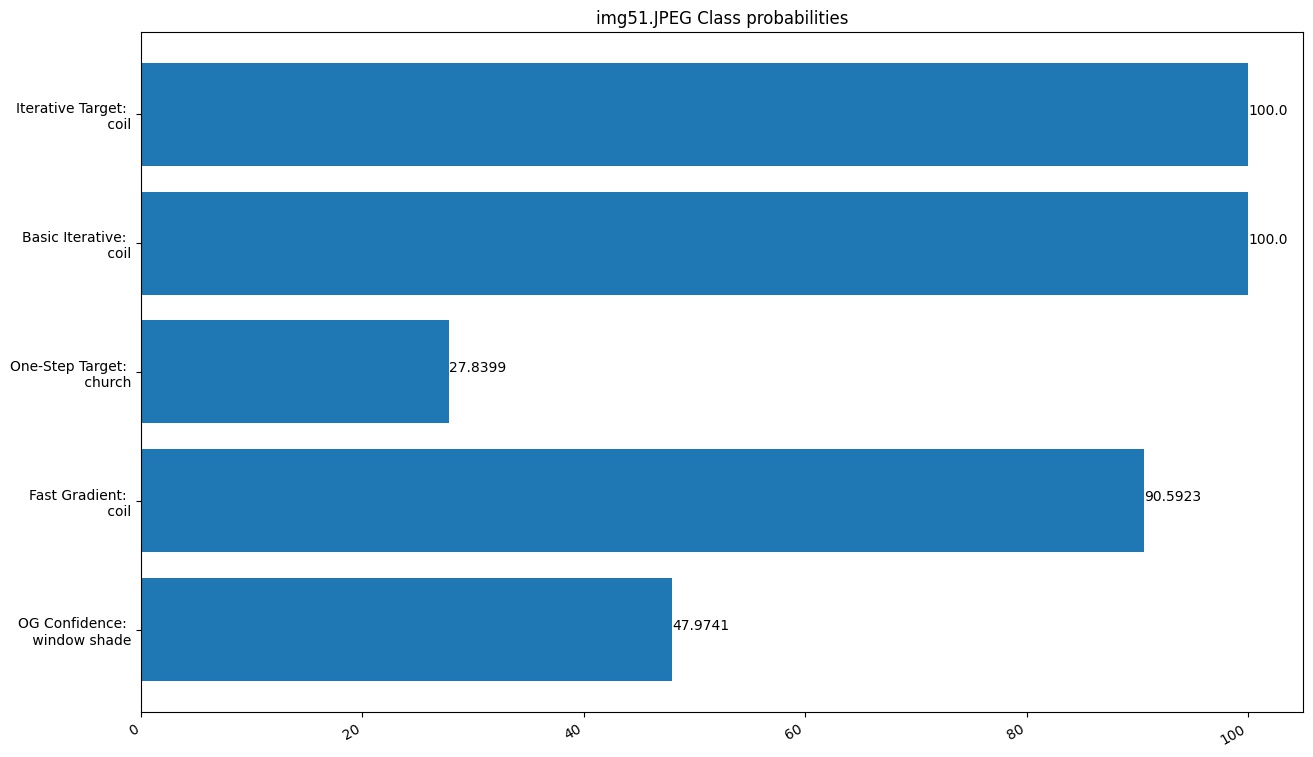 img51.JPEG Class probabilities
Iterative Target:
coil
100.0
Basic Iterative:
coil
100.0
One-Step Target:
church
27.8399
Fast Gradient:
coil
90.5923
OG Confidence:
window shade
47.9741
0
20
40
60
80
100